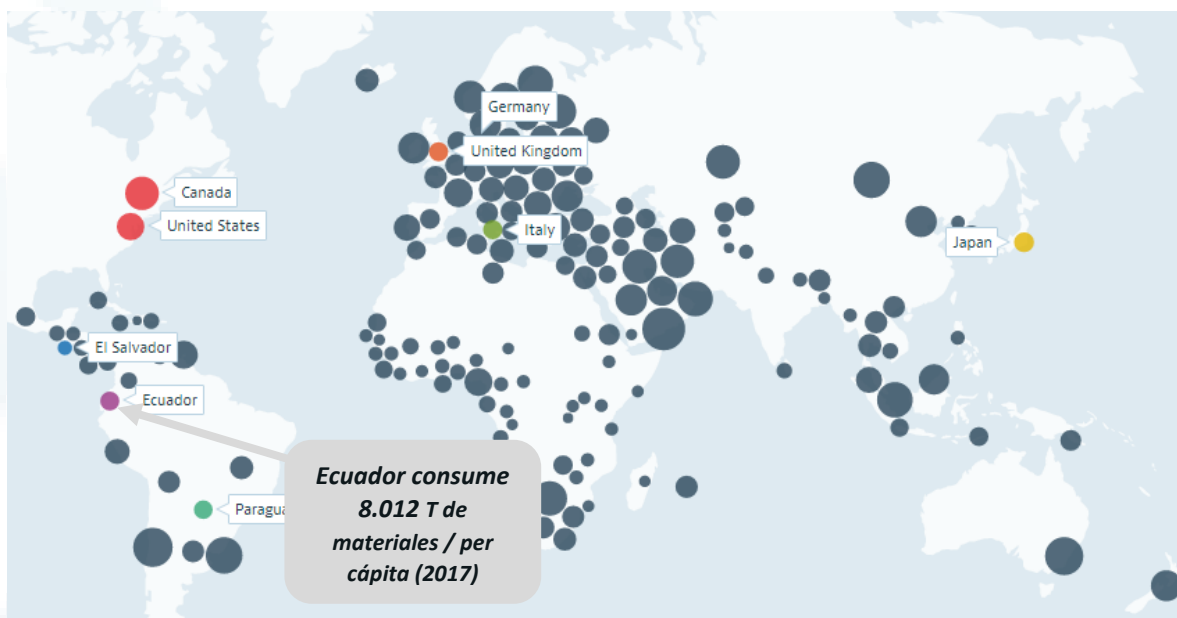 Germany
United Kingdom
Canada
United States
Italy
Japan
El Salvador
Ecuador
Ecuador consume
8.012 T de
materiales / per
cápita (2017)